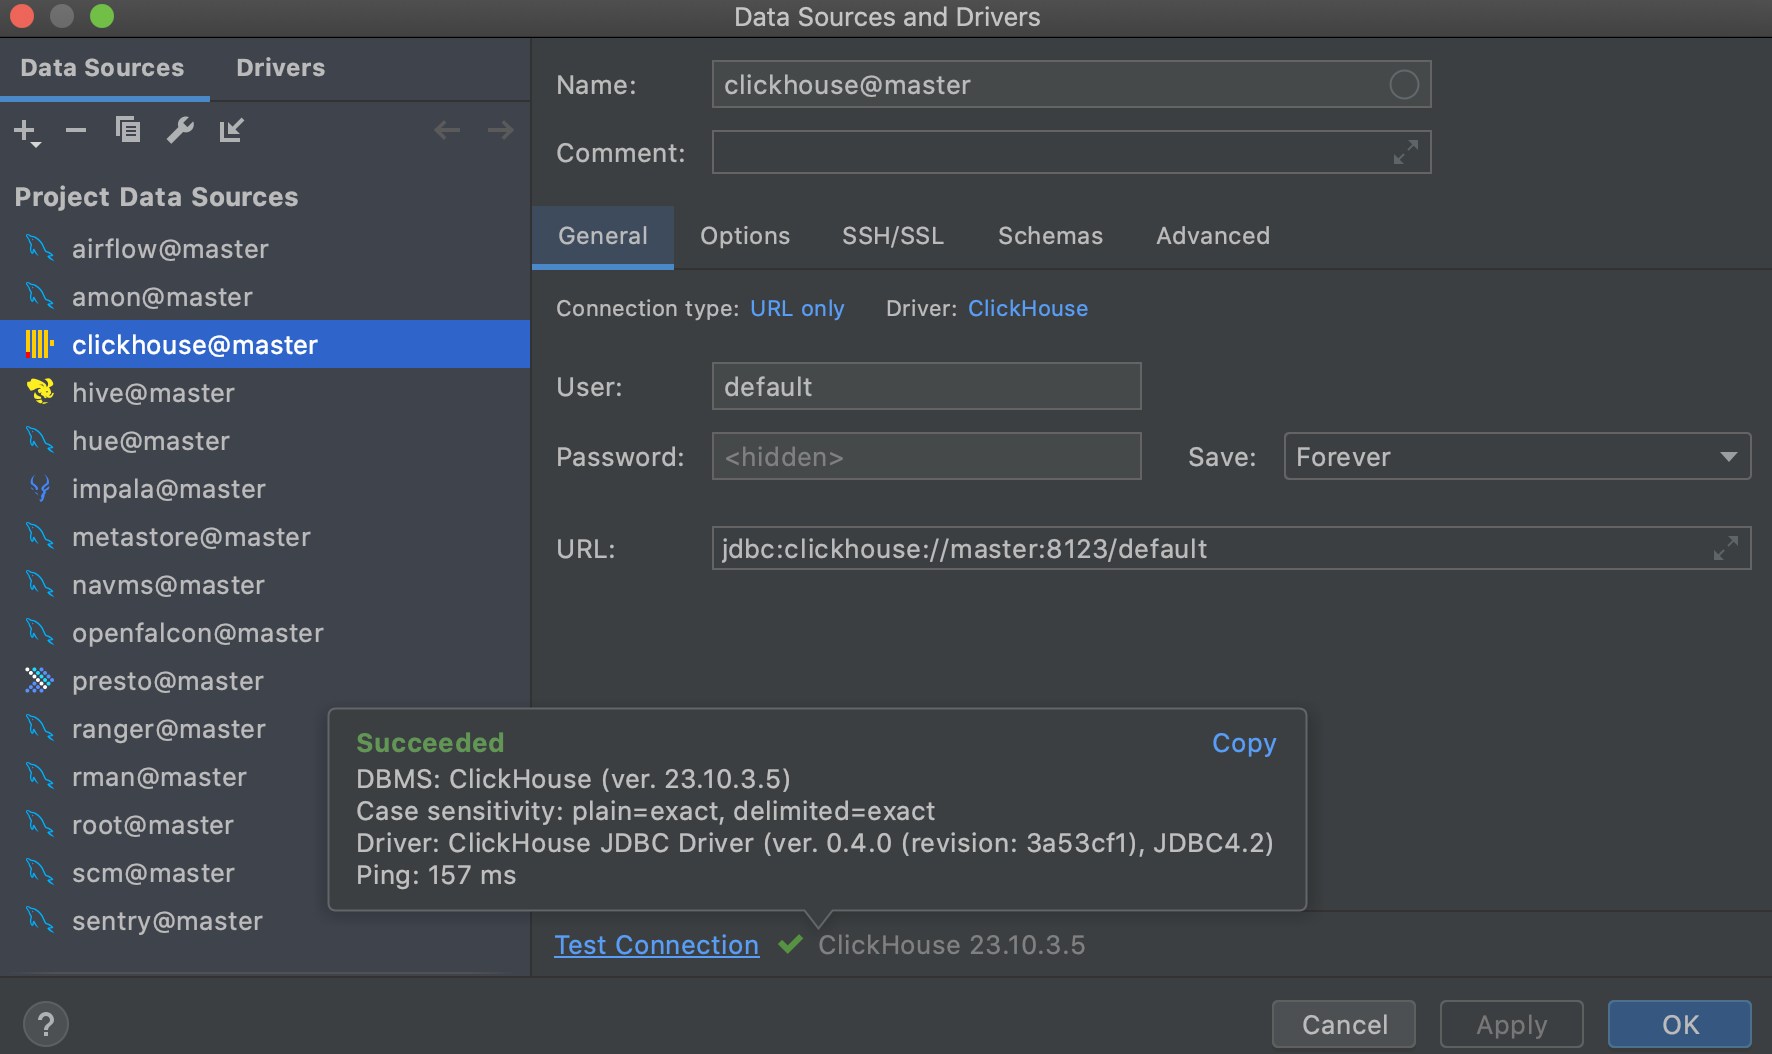 Data Sources and Drivers
Data Sources Drivers
Project Data Sources
airflow@master
amon@master
clickhouse@master
hive@master
hue@master
impala@master
metastore@master
navms@master
openfalcon@master
presto@master
ranger@master
rman@master
root@master
scm@master
sentry@master
Name: clickhouse@master
Comment:
General Options SSH/SSL Schemas Advanced
Connection type: URL only Driver: ClickHouse
User: default
Password: <hidden> Save: Forever
URL: jdbc:clickhouse://master:8123/default
Succeeded Copy
DBMS: ClickHouse (ver. 23.10.3.5)
Case sensitivity: plain=exact, delimited=exact
Driver: ClickHouse JDBC Driver (ver. 0.4.0 (revision: 3a53cf1), JDBC4.2)
Ping: 157 ms
Test Connection ClickHouse 23.10.3.5
? Cancel Apply OK